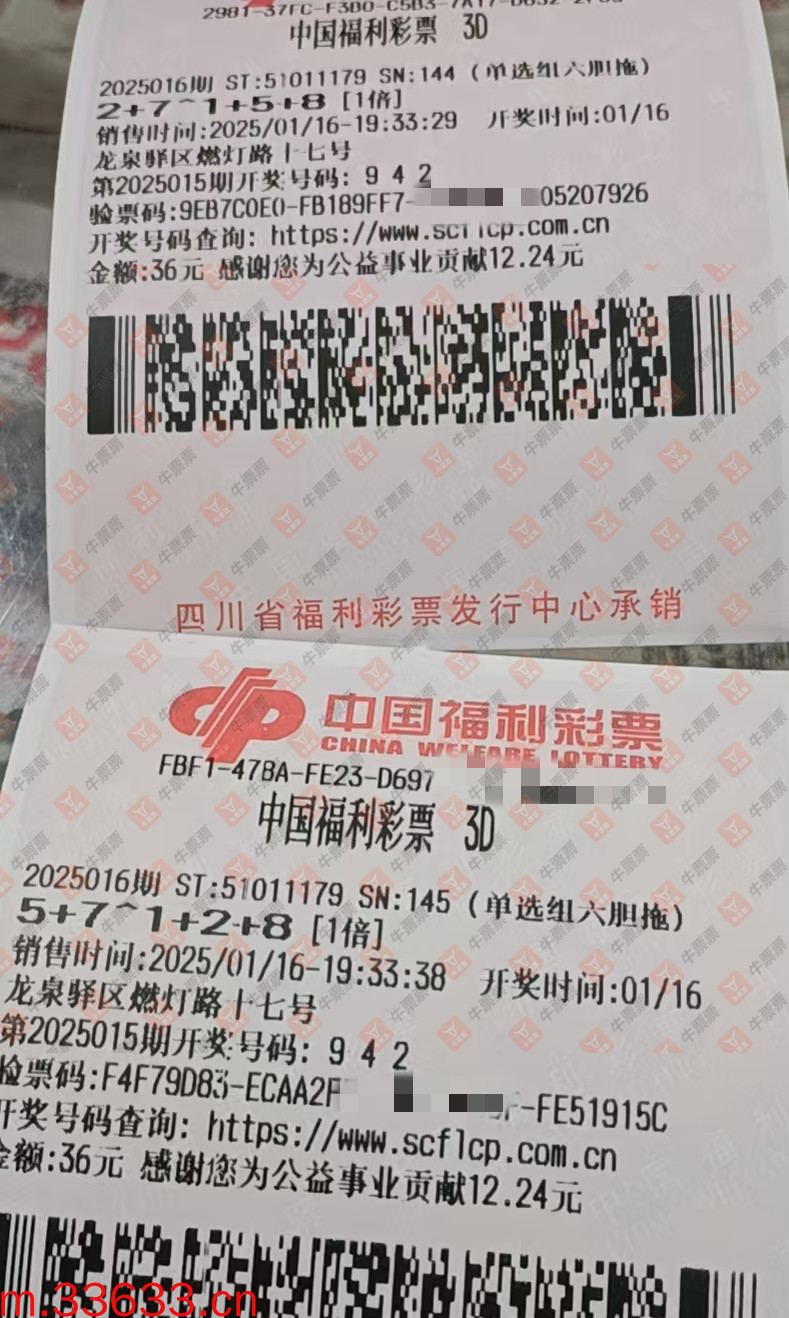 中国福利彩票 3D
2025016期 ST:51011179 SN:144 (单选组六胆拖)
2+7^1+5+8 [1倍]
销售时间:2025/01/16-19:33:29 开奖时间:01/16
龙泉驿区燃灯路十七号
第2025015期开奖号码: 9 4 2
验票码:9EB7C0E0-FB189FF7- 05207926
开奖号码查询: https://www.scflcp.com.cn
金额:36元 感谢您为公益事业贡献12.24元
四川省福利彩票发行中心承销
中国福利彩票
CHINA WELFARE LOTTERY
FBF1-47BA-FE23-D697
中国福利彩票 3D
2025016期 ST:51011179 SN:145 (单选组六胆拖)
5+7^1+2+8 [1倍]
销售时间:2025/01/16-19:33:38 开奖时间:01/16
龙泉驿区燃灯路十七号
第2025015期开奖号码: 9 4 2
验票码:F4F79D83-ECAA2F -FE51915C
开奖号码查询: https://www.scflcp.com.cn
金额:36元 感谢您为公益事业贡献12.24元
m.33633.cn
牛票票